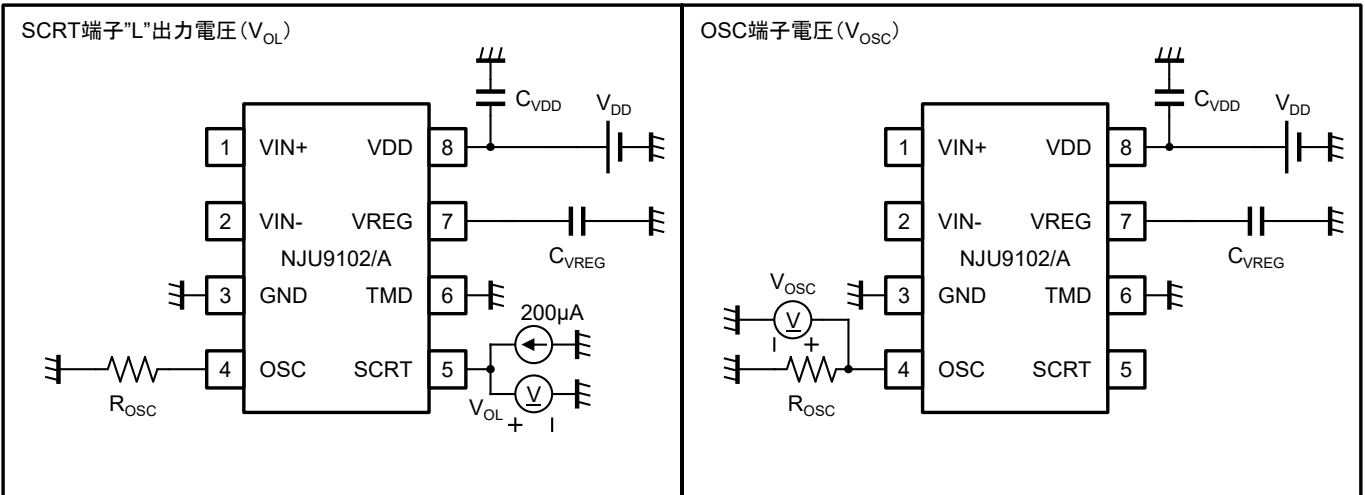 SCRT端子"L"出力電圧(VOL)
CVDD
VDD
1 VIN+ VDD 8
2 VIN- VREG 7
NJU9102/A
CVREG
3 GND TMD 6
200µA
4 OSC SCRT 5
ROSC
VOL
V
+ -
OSC端子電圧(VOSC)
CVDD
VDD
1 VIN+ VDD 8
2 VIN- VREG 7
NJU9102/A
CVREG
VOSC
3 GND TMD 6
V
- +
4 OSC SCRT 5
ROSC